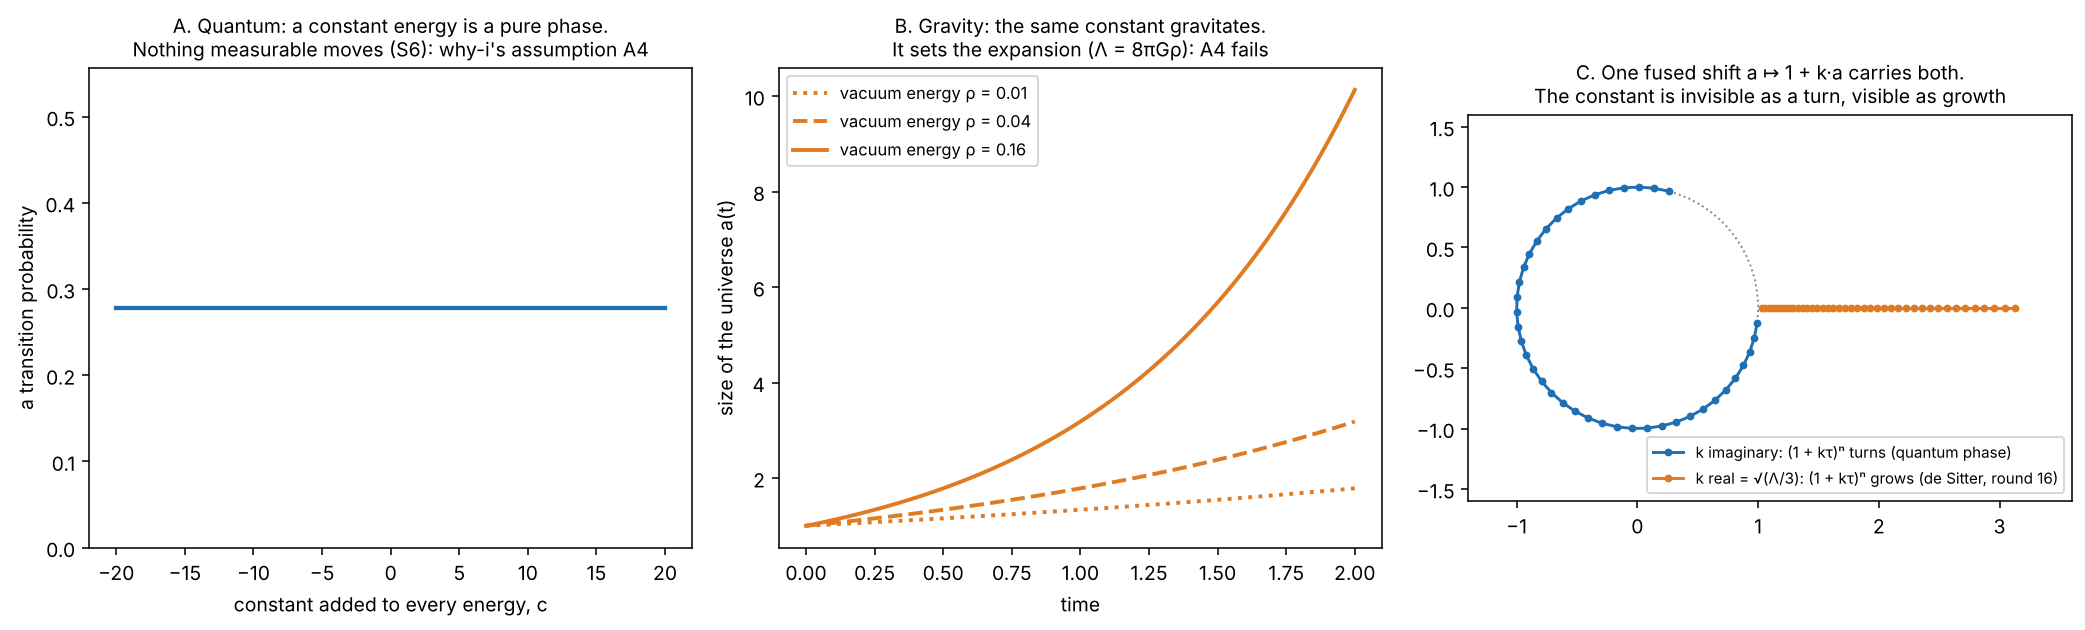 A. Quantum: a constant energy is a pure phase.
Nothing measurable moves (S6): why-i's assumption A4
a transition probability
0.5
0.4
0.3
0.2
0.1
0.0
−20
−15
−10
−5
0
5
10
15
20
constant added to every energy, c
B. Gravity: the same constant gravitates.
It sets the expansion (Λ = 8πGρ): A4 fails
vacuum energy ρ = 0.01
vacuum energy ρ = 0.04
vacuum energy ρ = 0.16
size of the universe a(t)
10
8
6
4
2
0.00
0.25
0.50
0.75
1.00
1.25
1.50
1.75
2.00
time
C. One fused shift a ↦ 1 + k·a carries both.
The constant is invisible as a turn, visible as growth
1.5
1.0
0.5
0.0
−0.5
−1.0
−1.5
k imaginary: (1 + kτ)ⁿ turns (quantum phase)
k real = √(Λ/3): (1 + kτ)ⁿ grows (de Sitter, round 16)
−1
0
1
2
3